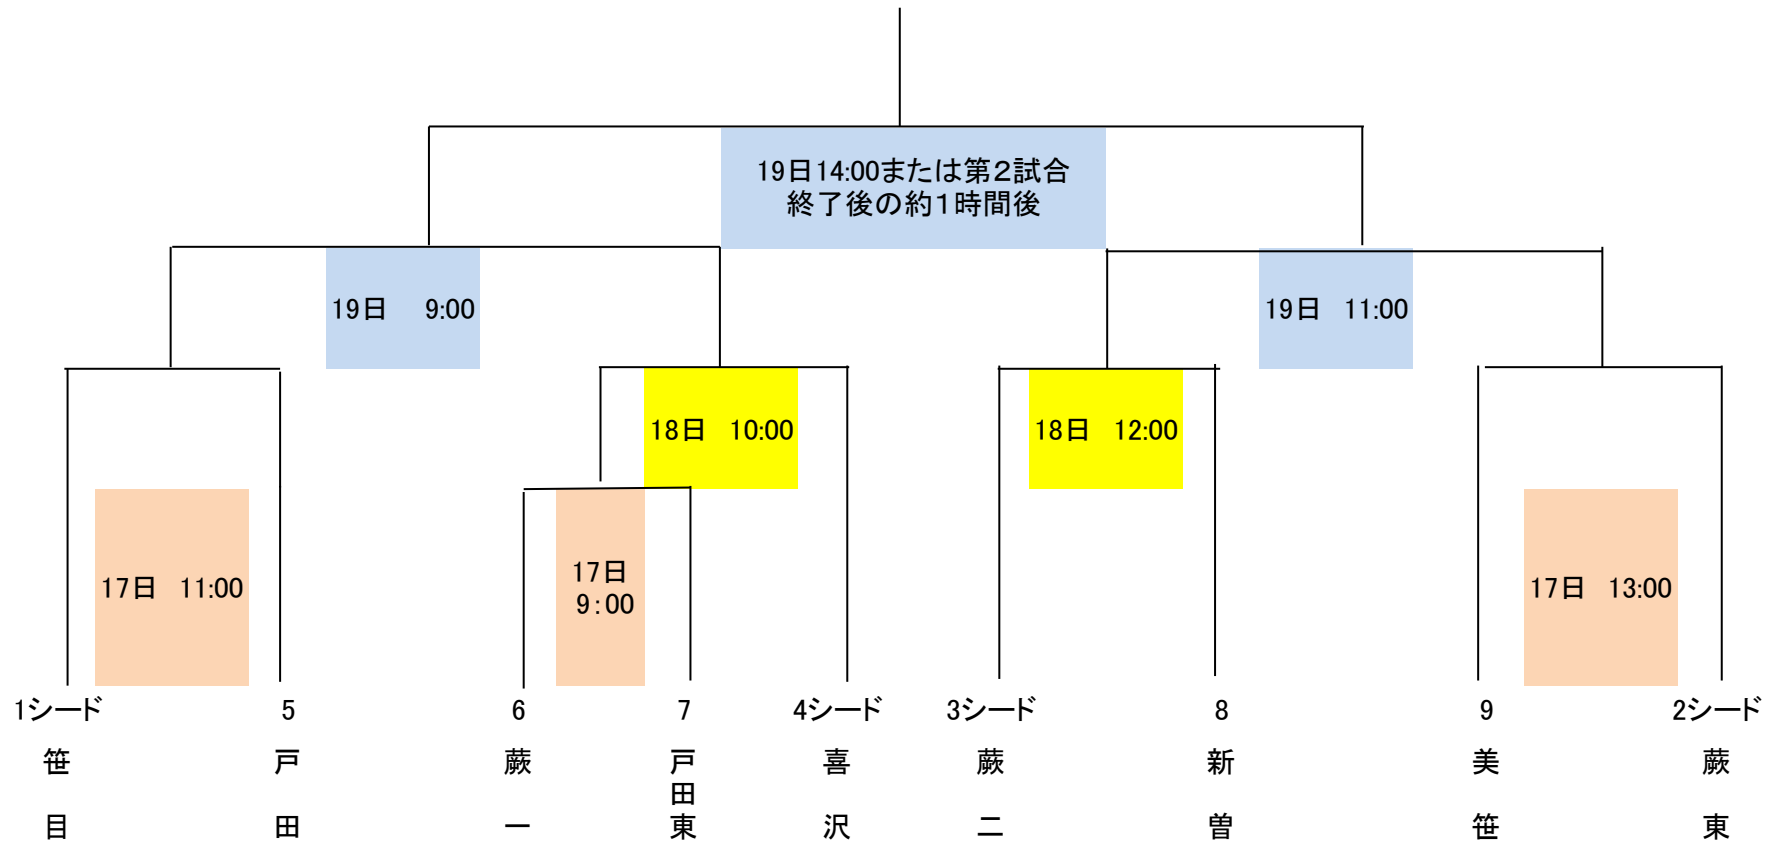 19日14:00または第2試合
終了後の約1時間後
19日　9:00
19日　11:00
18日　10:00
18日　12:00
17日　11:00
17日
9:00
17日　13:00
1シード
5
6
7
4シード
3シード
8
9
2シード
笹目
戸田
蕨一
戸田東
喜沢
蕨二
新曽
美笹
蕨東